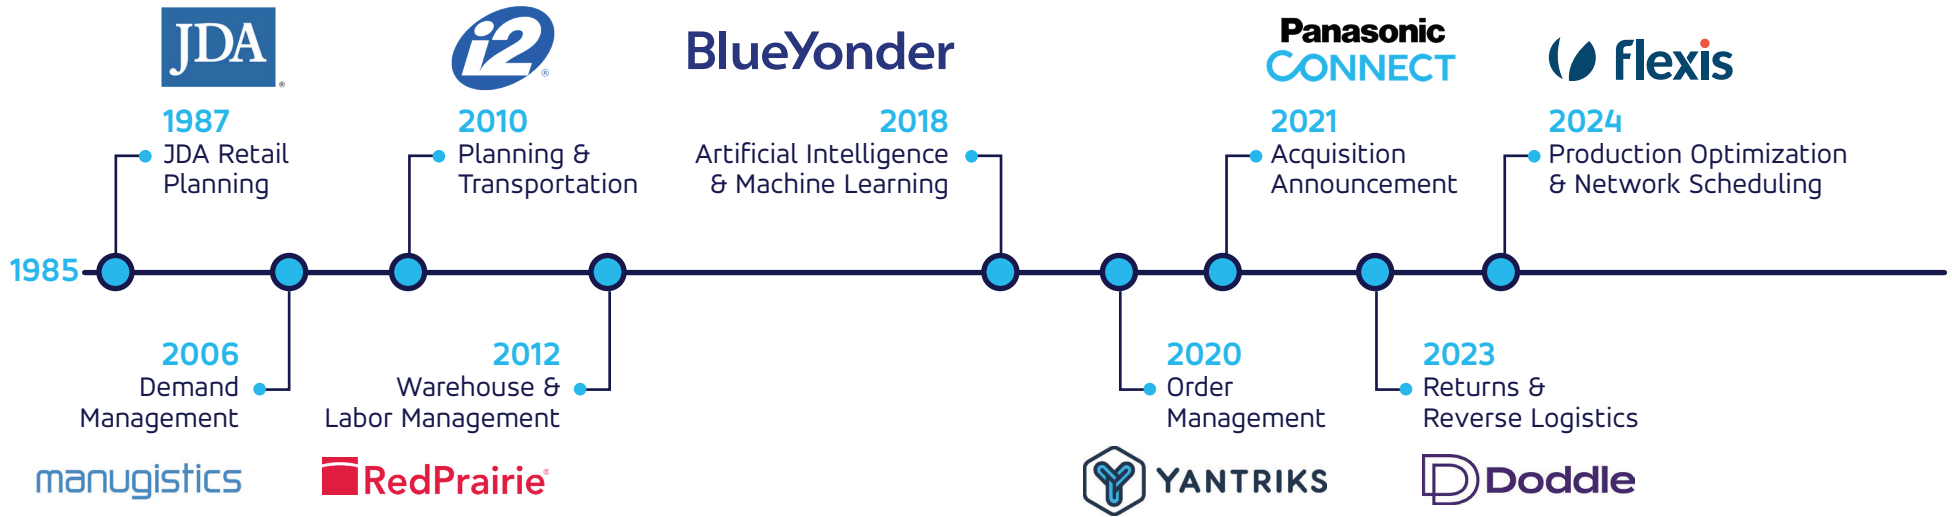 JDA
®
1987
JDA Retail
Planning
i2
®
2010
Planning &
Transportation
BlueYonder
2018
Artificial Intelligence
& Machine Learning
Panasonic
CONNECT
2021
Acquisition
Announcement
flexis
2024
Production Optimization
& Network Scheduling
1985
2006
Demand
Management
manugistics
2012
Warehouse &
Labor Management
RedPrairie®
2020
Order
Management
YANTRIKS
2023
Returns &
Reverse Logistics
Doddle